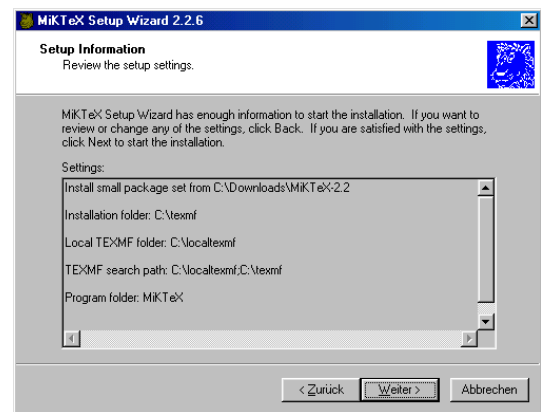 MiKTeX Setup Wizard 2.2.6
Setup Information
Review the setup settings.
MiKTeX Setup Wizard has enough information to start the installation. If you want to
review or change any of the settings, click Back. If you are satisfied with the settings,
click Next to start the installation.
Settings:
Install small package set from C:\Downloads\MiKTeX-2.2
Installation folder: C:\texmf
Local TEXMF folder: C:\localtexmf
TEXMF search path: C:\localtexmf;C:\texmf
Program folder: MiKTeX
< Zurück Weiter > Abbrechen